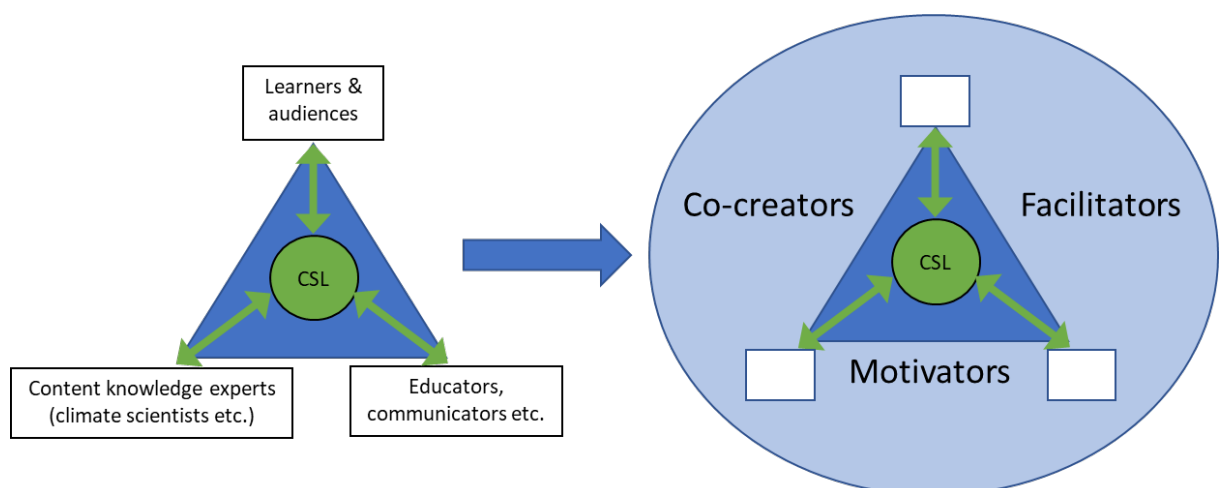 Learners &
audiences
CSL
Content knowledge experts
(climate scientists etc.)
Educators,
communicators etc.
Co-creators
Facilitators
CSL
Motivators